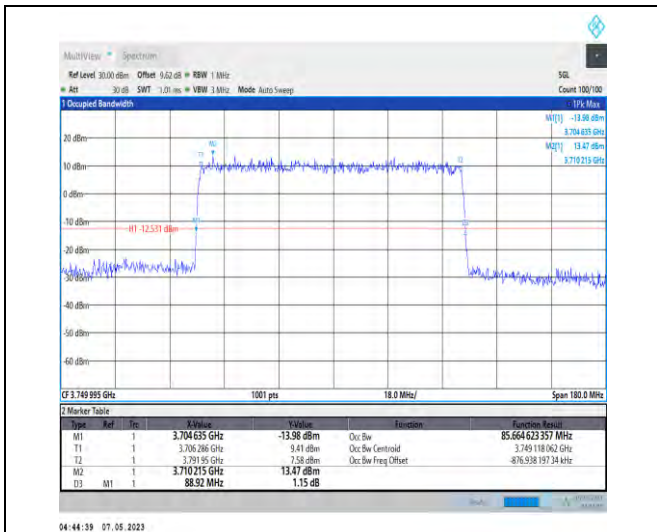 MultiView Spectrum
Ref Level 30.00 dBm Offset 9.62 dB RBW 1 MHz SGL
Att 30 dB SWT 1.01 ms VBW 3 MHz Mode Auto Sweep Count 100/100
1 Occupied Bandwidth 1Pk Max
M1[1] -13.98 dBm
3.704 635 GHz
M2[1] 13.47 dBm
3.710 215 GHz
20 dBm
M2
T1
T2
10 dBm
0 dBm
-10 dBm
M1
H1 -12.531 dBm
-20 dBm
-30 dBm
-40 dBm
-50 dBm
-60 dBm
CF 3.749 995 GHz 1001 pts 18.0 MHz/ Span 180.0 MHz
2 Marker Table
Type Ref Trc X-Value Y-Value Function Function Result
M1 1 3.704 635 GHz -13.98 dBm Occ Bw 85.664 623 357 MHz
T1 1 3.706 286 GHz 9.41 dBm Occ Bw Centroid 3.749 118 062 GHz
T2 1 3.791 95 GHz 7.58 dBm Occ Bw Freq Offset -876.938 197 34 kHz
M2 1 3.710 215 GHz 13.47 dBm
D3 M1 1 88.92 MHz 1.15 dB
04:44:39 07.05.2023